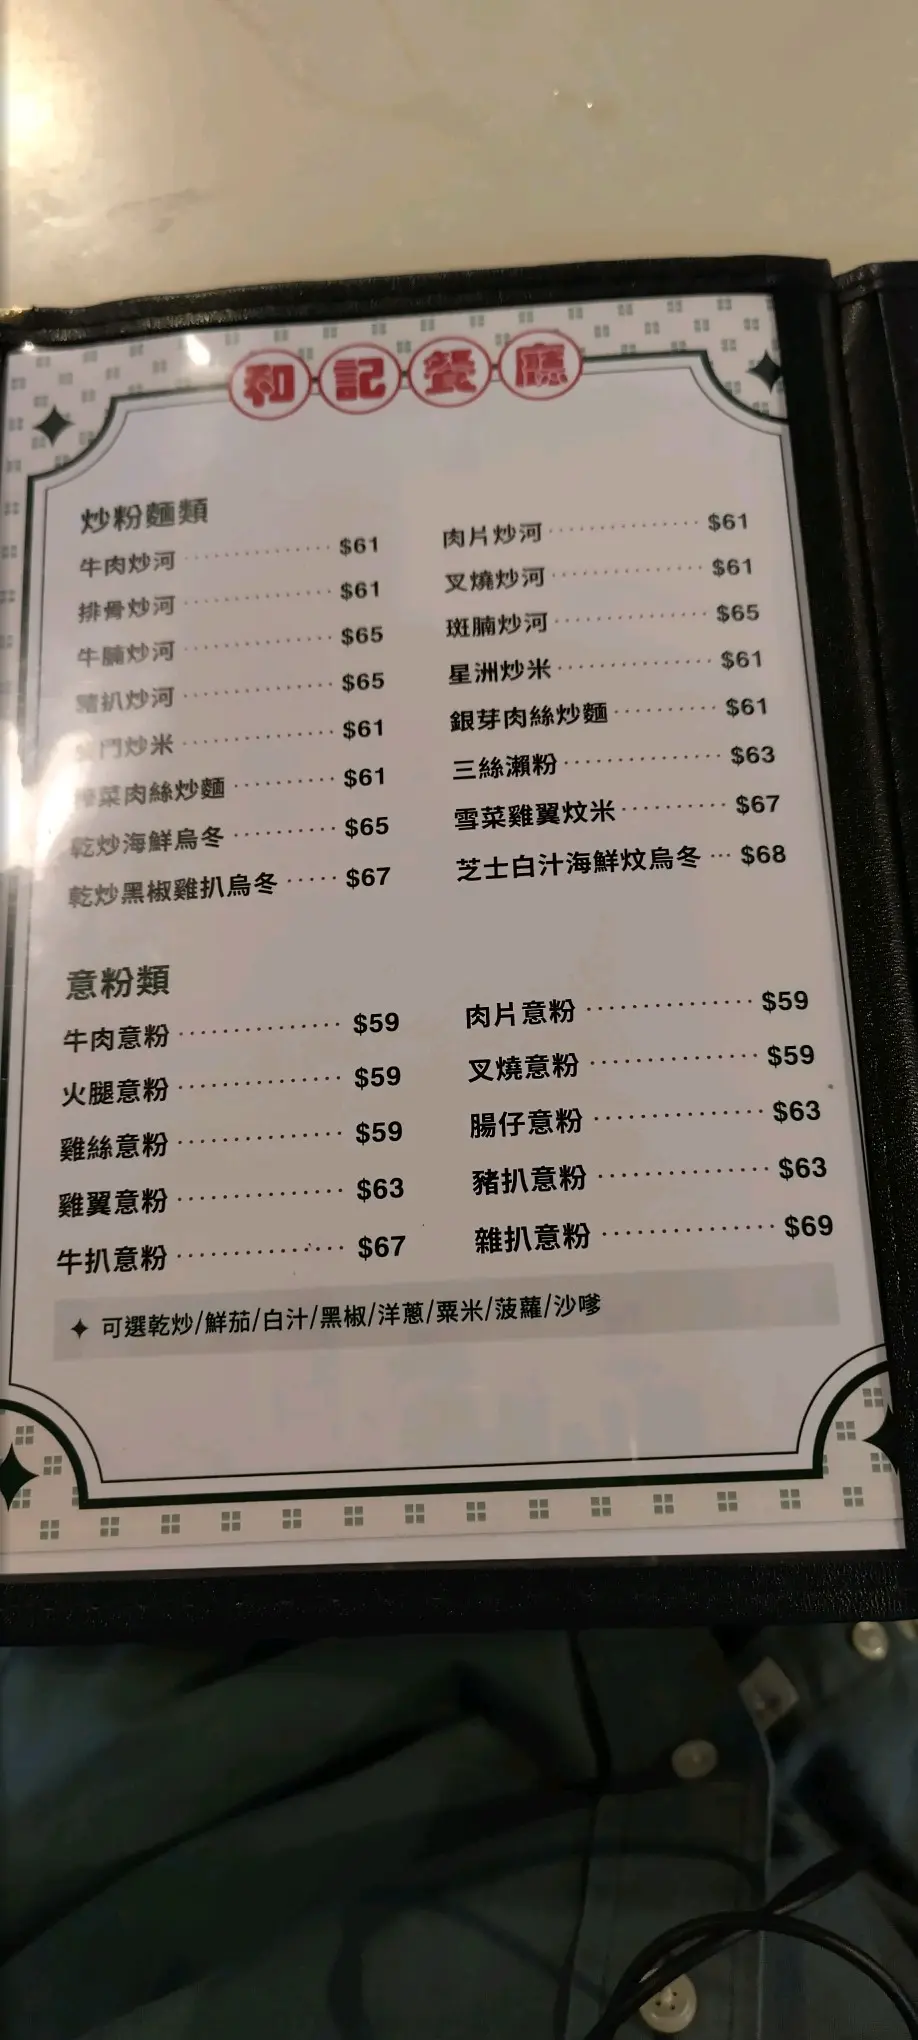 和記餐廳
炒粉麵類
牛肉炒河 $61
排骨炒河 $61
牛腩炒河 $65
豬扒炒河 $65
門炒米 $61
菜肉絲炒麵 $61
乾炒海鮮烏冬 $65
乾炒黑椒雞扒烏冬 $67
肉片炒河 $61
叉燒炒河 $61
斑腩炒河 $65
星洲炒米 $61
銀芽肉絲炒麵 $61
三絲瀨粉 $63
雪菜雞翼炆米 $67
芝士白汁海鮮炆烏冬 $68
意粉類
牛肉意粉 $59
火腿意粉 $59
雞絲意粉 $59
雞翼意粉 $63
牛扒意粉 $67
肉片意粉 $59
叉燒意粉 $59
腸仔意粉 $63
豬扒意粉 $63
雜扒意粉 $69
✦ 可選乾炒/鮮茄/白汁/黑椒/洋蔥/粟米/菠蘿/沙嗲